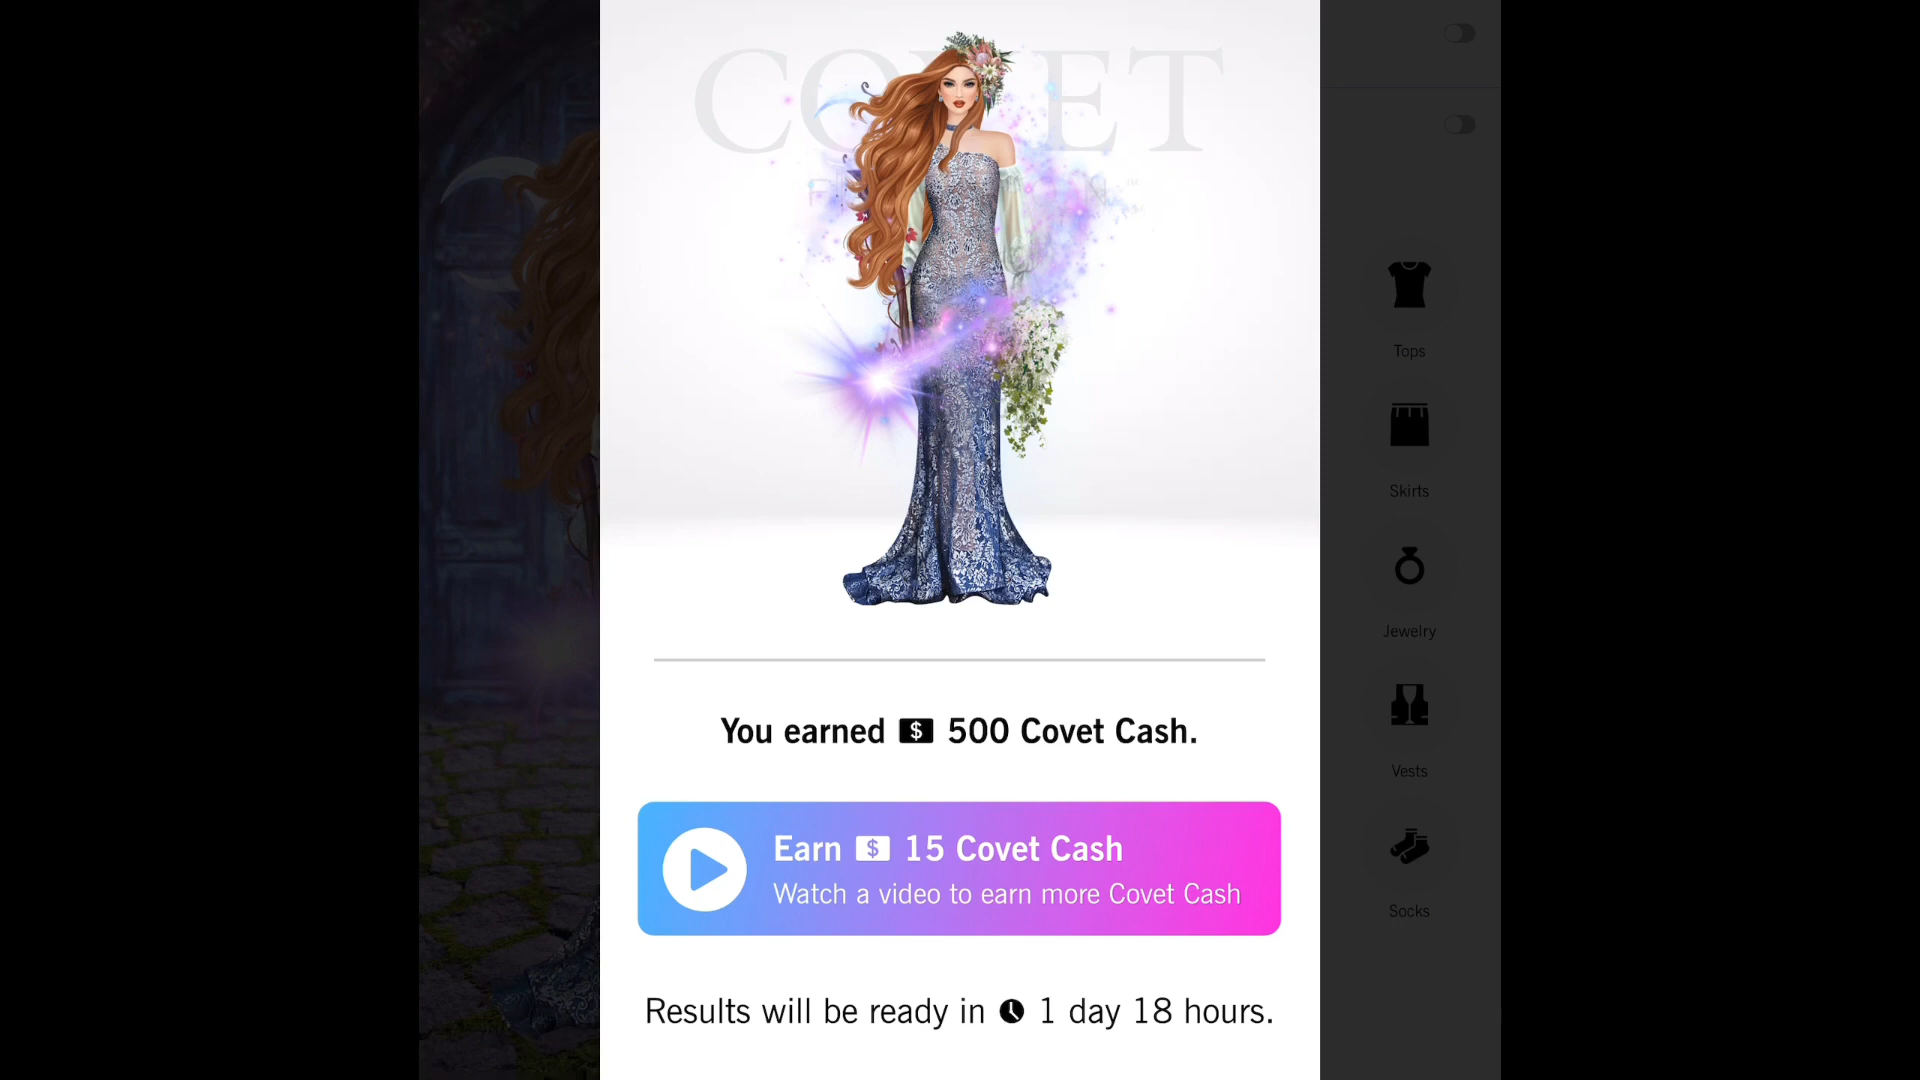 COVET
FASHION™
You earned $ 500 Covet Cash.
Earn $ 15 Covet Cash
Watch a video to earn more Covet Cash
Results will be ready in 1 day 18 hours.
Tops
Skirts
Jewelry
Vests
Socks